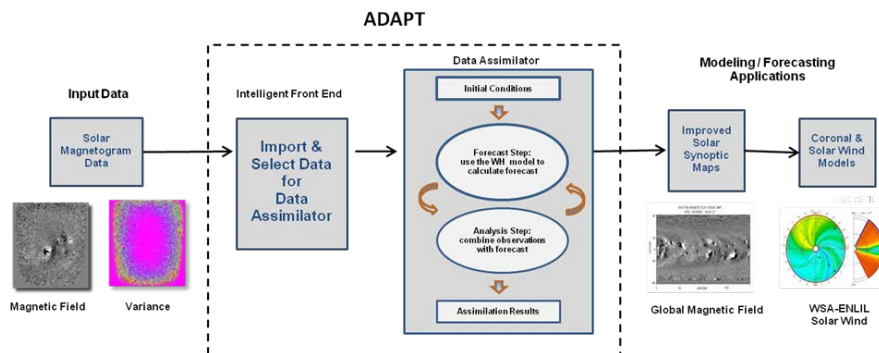 ADAPT
Input Data
Solar
Magnetogram
Data
Magnetic Field
Variance
Intelligent Front End
Import &
Select Data
for
Data
Assimilator
Data Assimilator
Initial Conditions
Forecast Step:
use the WH model to
calculate forecast
Analysis Step:
combine observations
with forecast
Assimilation Results
Modeling / Forecasting
Applications
Improved
Solar
Synoptic
Maps
Coronal &
Solar Wind
Models
Global Magnetic Field
WSA-ENLIL
Solar Wind